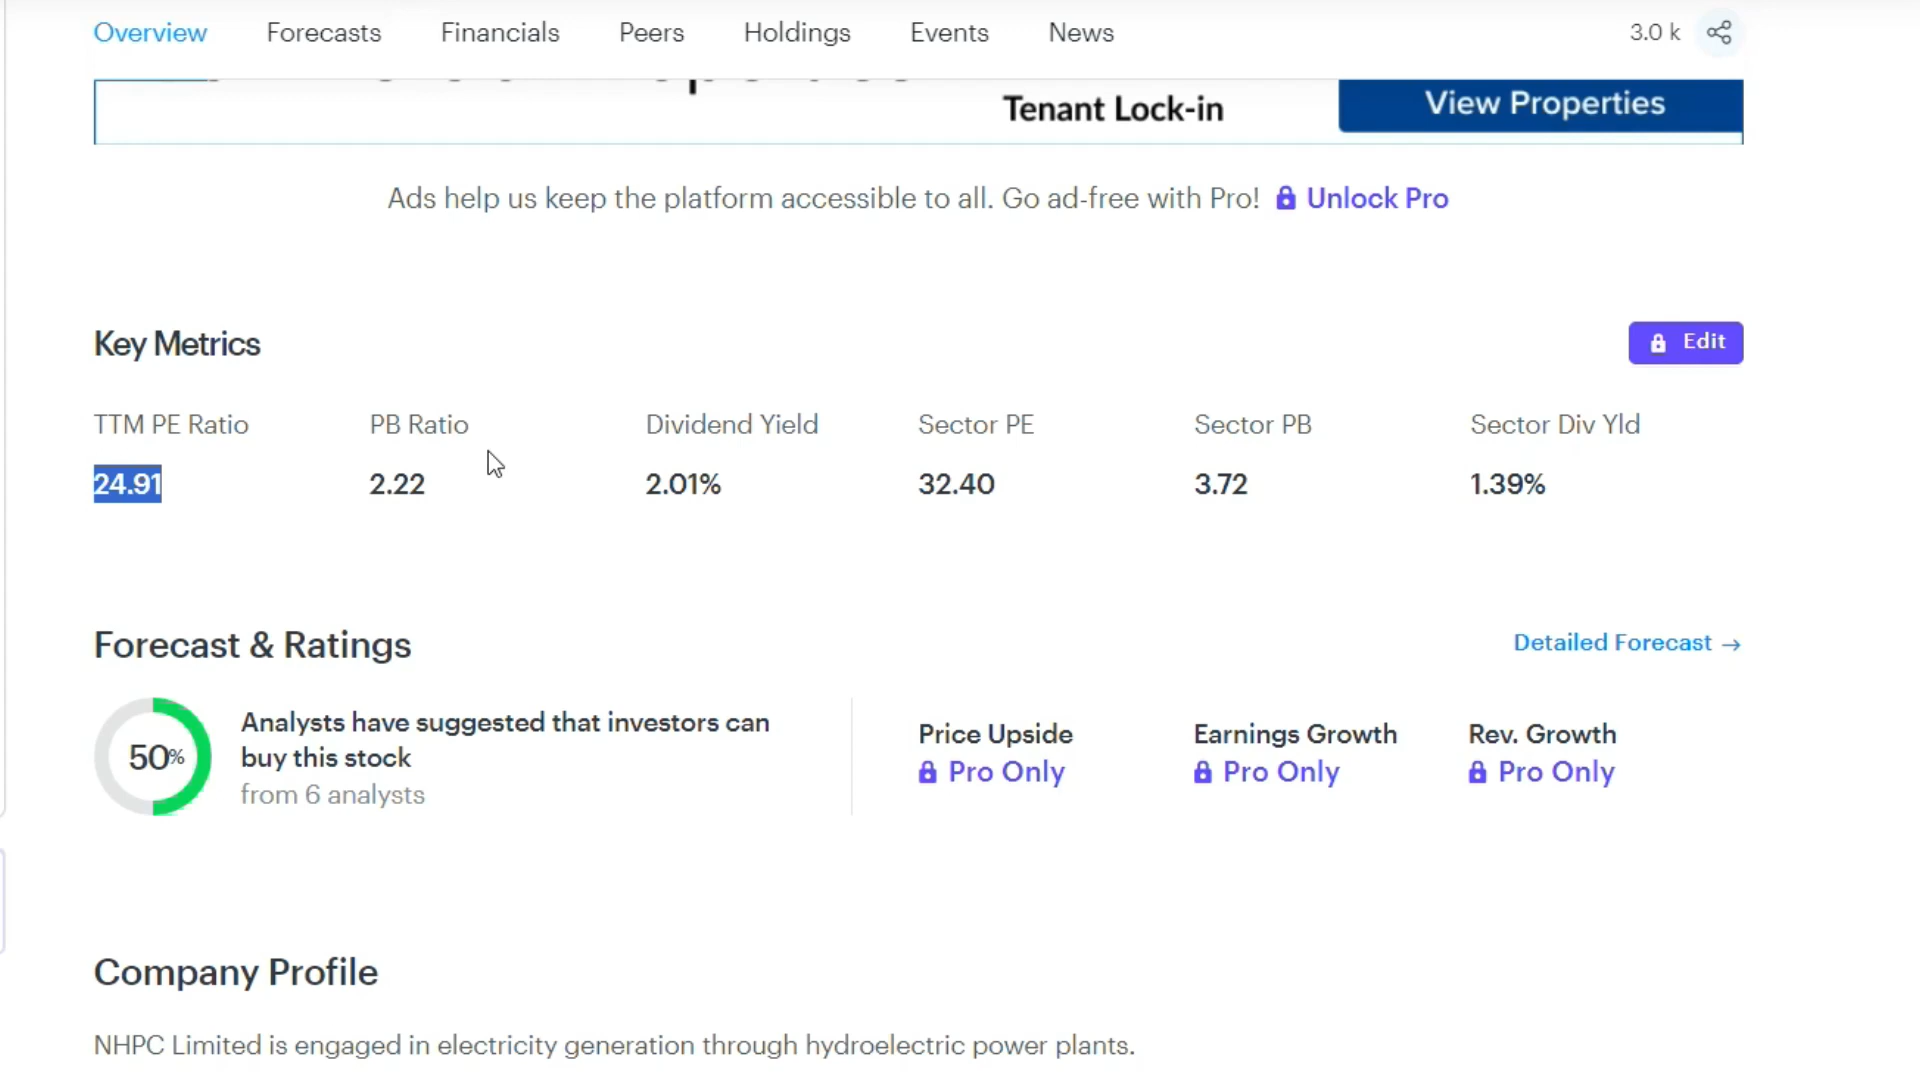 Overview Forecasts Financials Peers Holdings Events News 3.0 k
Tenant Lock-in View Properties
Ads help us keep the platform accessible to all. Go ad-free with Pro! Unlock Pro
Key Metrics Edit
TTM PE Ratio PB Ratio Dividend Yield Sector PE Sector PB Sector Div Yld
24.91 2.22 2.01% 32.40 3.72 1.39%
Forecast & Ratings Detailed Forecast →
50%
Analysts have suggested that investors can
buy this stock
from 6 analysts
Price Upside Earnings Growth Rev. Growth
Pro Only Pro Only Pro Only
Company Profile
NHPC Limited is engaged in electricity generation through hydroelectric power plants.